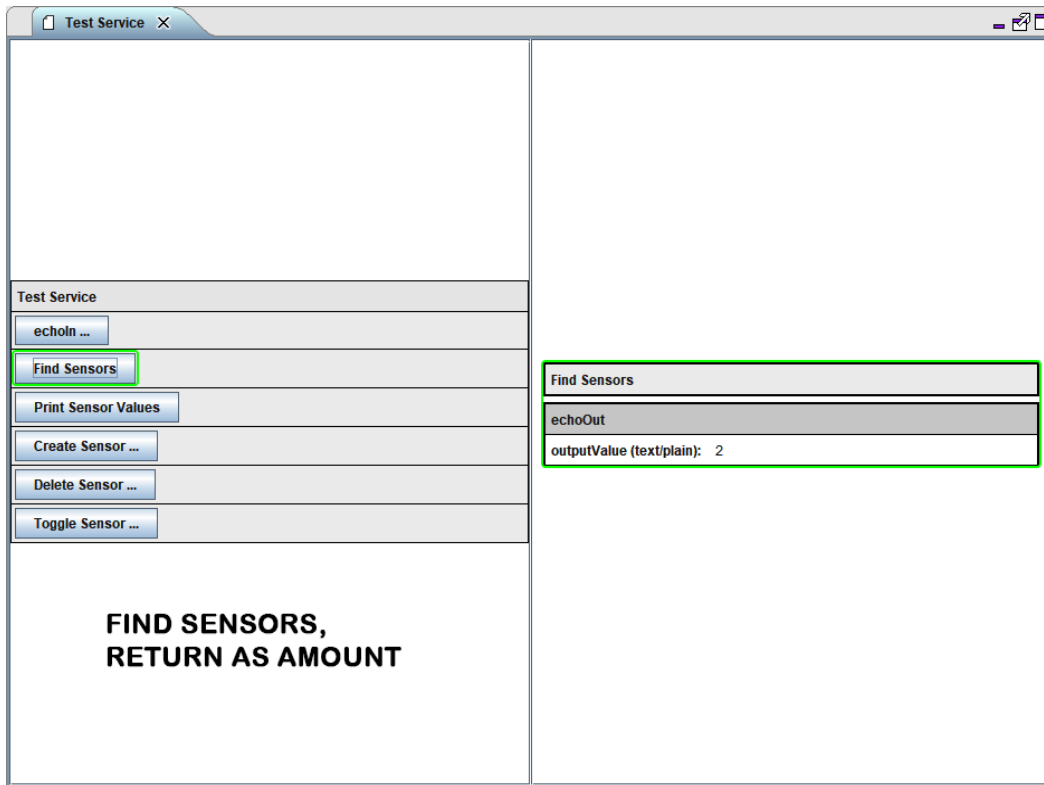 Test Service
Test Service
echoIn ...
Find Sensors
Print Sensor Values
Create Sensor ...
Delete Sensor ...
Toggle Sensor ...
FIND SENSORS,
RETURN AS AMOUNT
Find Sensors
echoOut
outputValue (text/plain): 2